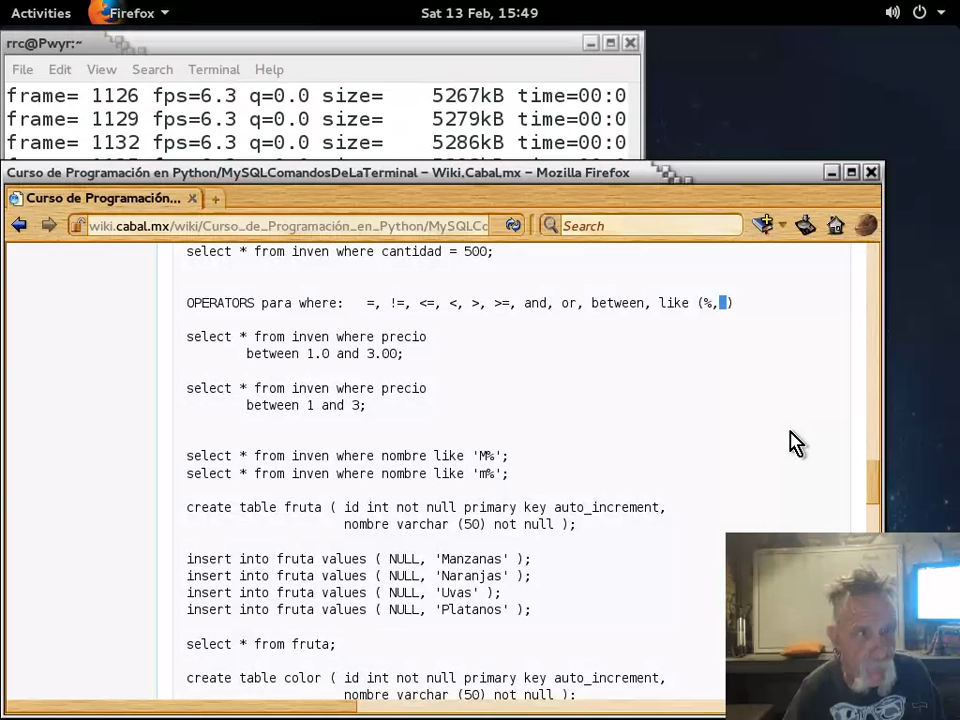 Activities Firefox Sat 13 Feb, 15:49
rrc@Pwyr:~
File Edit View Search Terminal Help
frame= 1126 fps=6.3 q=0.0 size= 5267kB time=00:0
frame= 1129 fps=6.3 q=0.0 size= 5279kB time=00:0
frame= 1132 fps=6.3 q=0.0 size= 5286kB time=00:0
Curso de Programación en Python/MySQLComandosDeLaTerminal – Wiki.Cabal.mx – Mozilla Firefox
Curso de Programación...
wiki.cabal.mx/wiki/Curso_de_Programación_en_Python/MySQLCo Search
select * from inven where cantidad = 500;
OPERATORS para where: =, !=, <=, <, >, >=, and, or, between, like (%, )
select * from inven where precio
between 1.0 and 3.00;
select * from inven where precio
between 1 and 3;
select * from inven where nombre like 'M%';
select * from inven where nombre like 'm%';
create table fruta ( id int not null primary key auto_increment,
nombre varchar (50) not null );
insert into fruta values ( NULL, 'Manzanas' );
insert into fruta values ( NULL, 'Naranjas' );
insert into fruta values ( NULL, 'Uvas' );
insert into fruta values ( NULL, 'Platanos' );
select * from fruta;
create table color ( id int not null primary key auto_increment,
nombre varchar (50) not null );